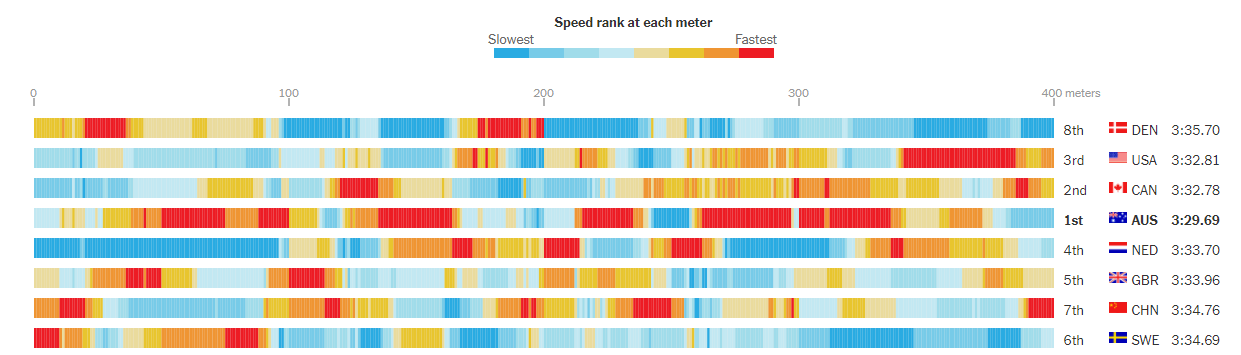 Speed rank at each meter
Slowest Fastest
0 100 200 300 400 meters
8th DEN 3:35.70
3rd USA 3:32.81
2nd CAN 3:32.78
1st AUS 3:29.69
4th NED 3:33.70
5th GBR 3:33.96
7th CHN 3:34.76
6th SWE 3:34.69